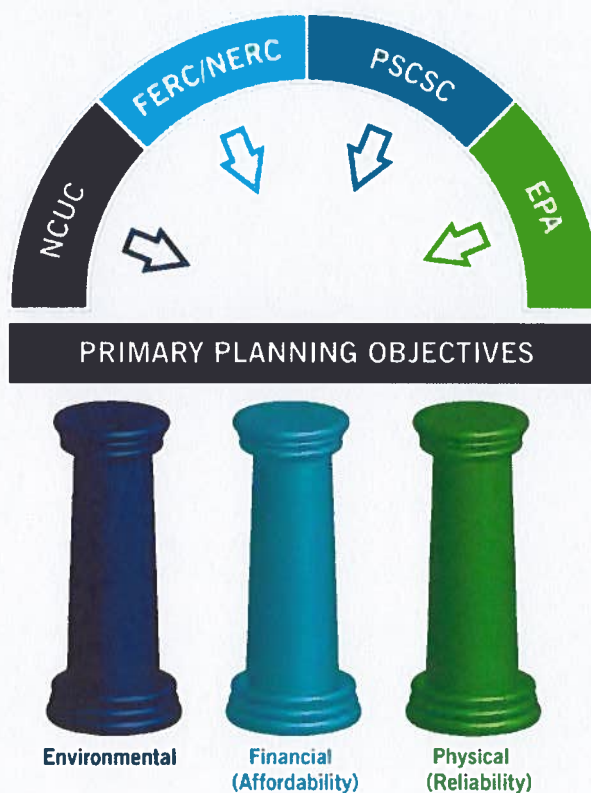 NCUC
FERC/NERC
PSCSC
EPA
PRIMARY PLANNING OBJECTIVES
Environmental
Financial
(Affordability)
Physical
(Reliability)